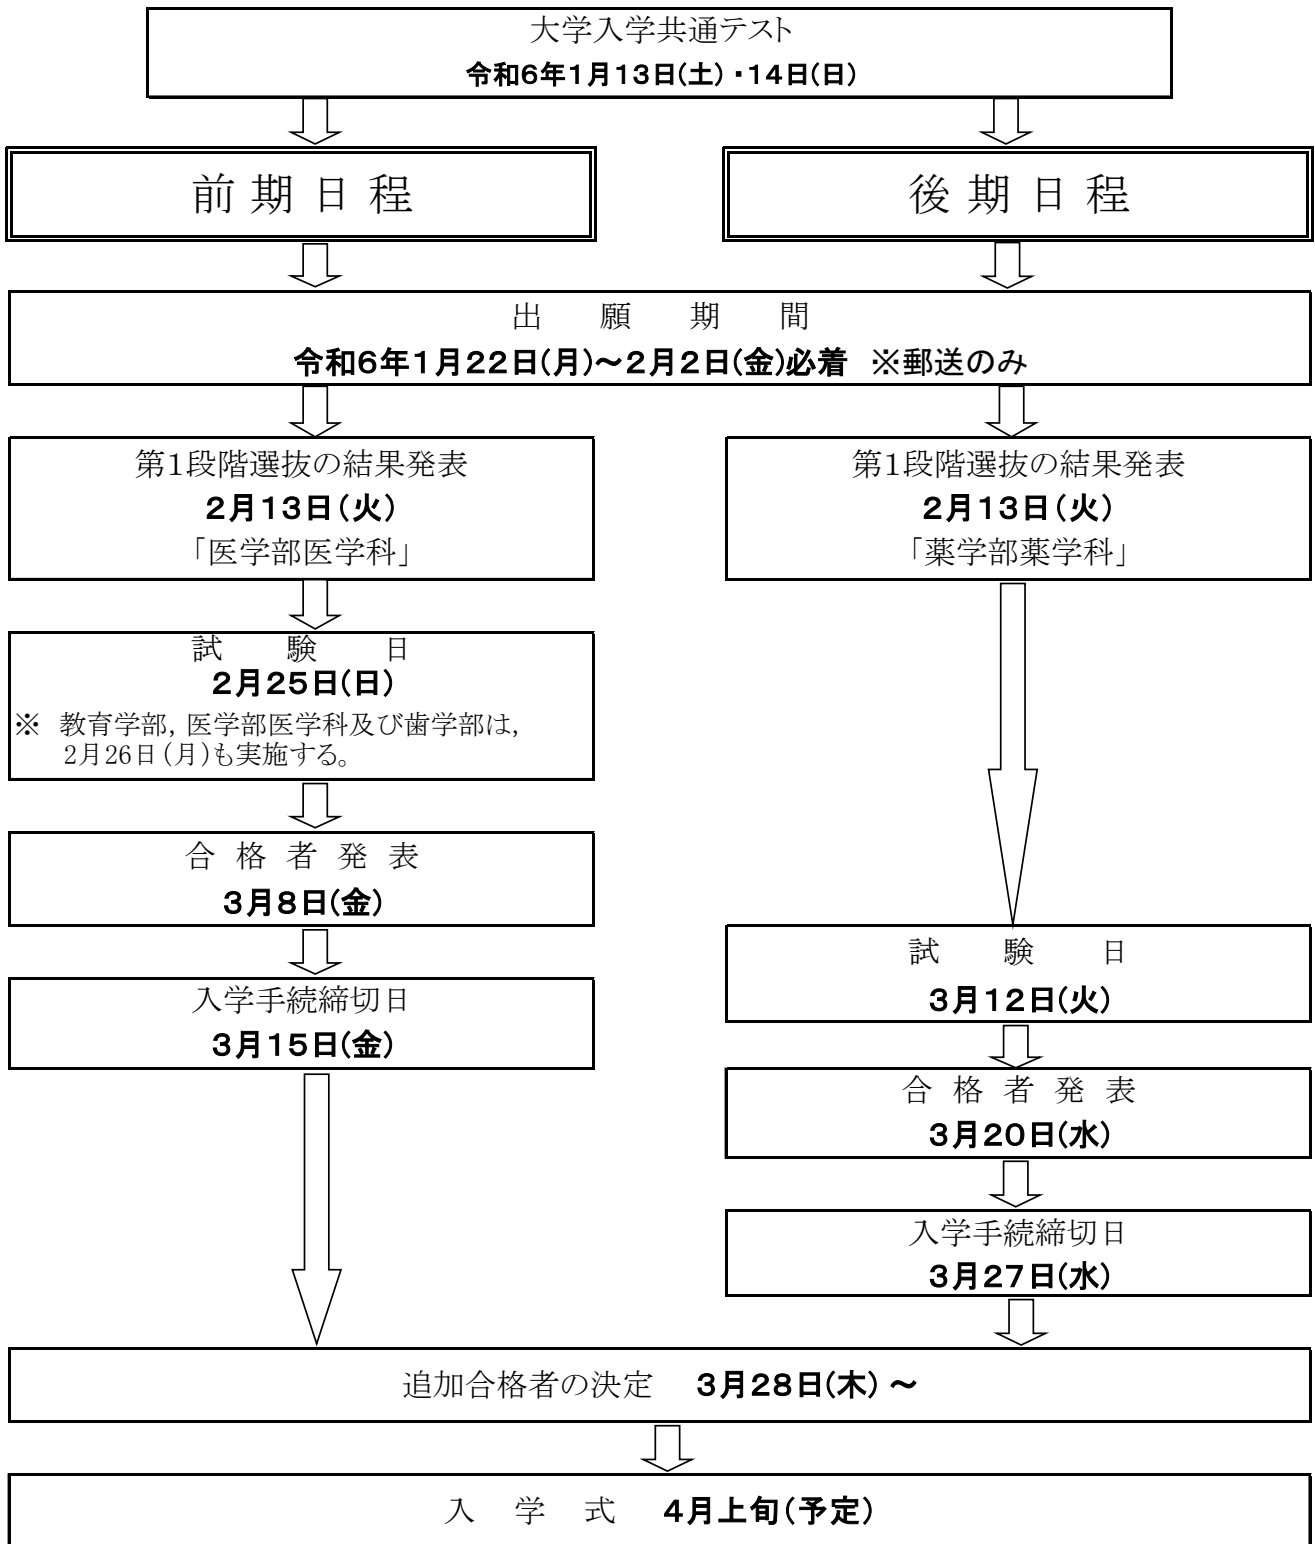 大学入学共通テスト
令和6年1月13日(土)・14日(日)
前期日程
後期日程
出願期間
令和6年1月22日(月)~2月2日(金)必着 ※郵送のみ
第1段階選抜の結果発表
2月13日(火)
「医学部医学科」
第1段階選抜の結果発表
2月13日(火)
「薬学部薬学科」
試験日
2月25日(日)
※ 教育学部,医学部医学科及び歯学部は,
2月26日(月)も実施する。
合格者発表
3月8日(金)
入学手続締切日
3月15日(金)
試験日
3月12日(火)
合格者発表
3月20日(水)
入学手続締切日
3月27日(水)
追加合格者の決定 3月28日(木)~
入学式 4月上旬(予定)